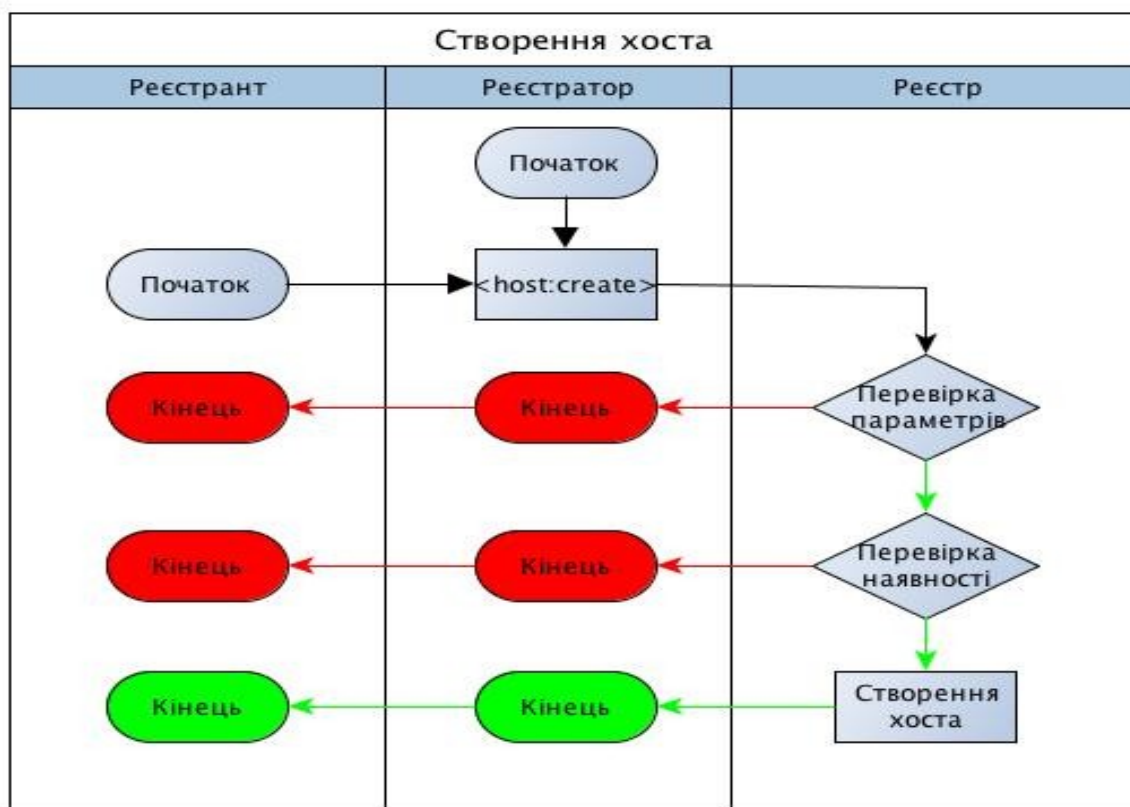 Створення хоста
Реєстрант
Реєстратор
Реєстр
Початок
Початок
<host:create>
Перевірка
параметрів
Кінець
Кінець
Перевірка
наявності
Кінець
Кінець
Створення
хоста
Кінець
Кінець